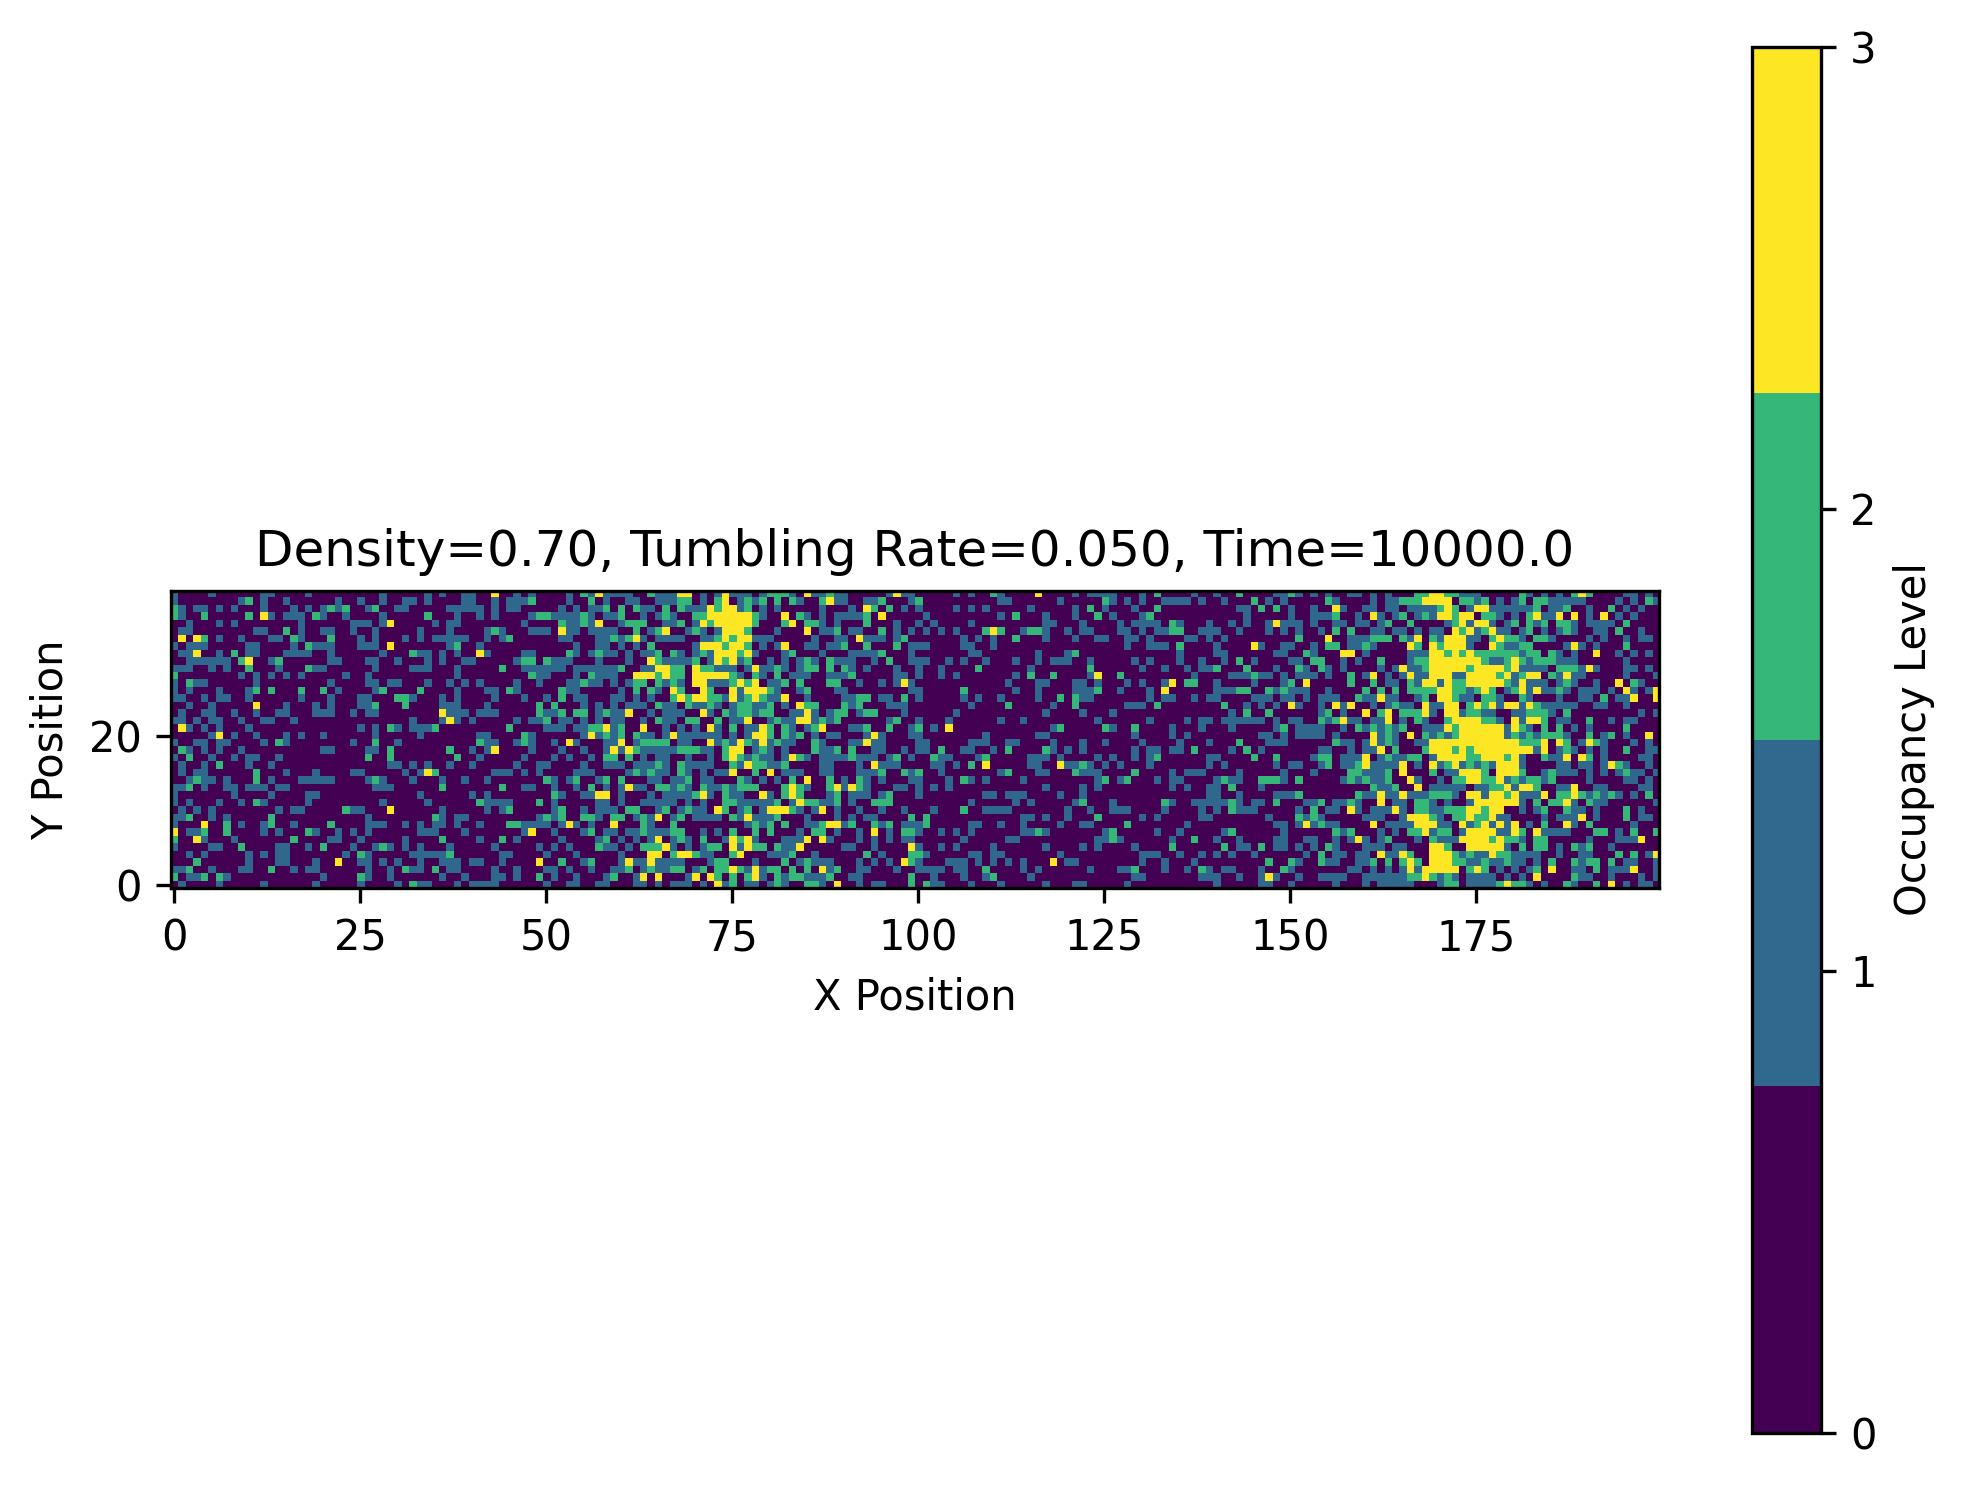 Density=0.70, Tumbling Rate=0.050, Time=10000.0
Y Position
20
0
0 25 50 75 100 125 150 175
X Position
3
2
1
0
Occupancy Level